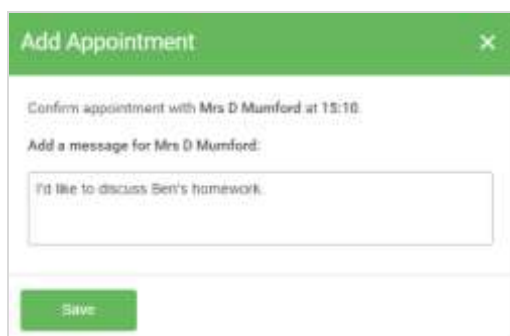 Add Appointment ×
Confirm appointment with Mrs D Mumford at 15:10.
Add a message for Mrs D Mumford:
I'd like to discuss Ben's homework.
Save